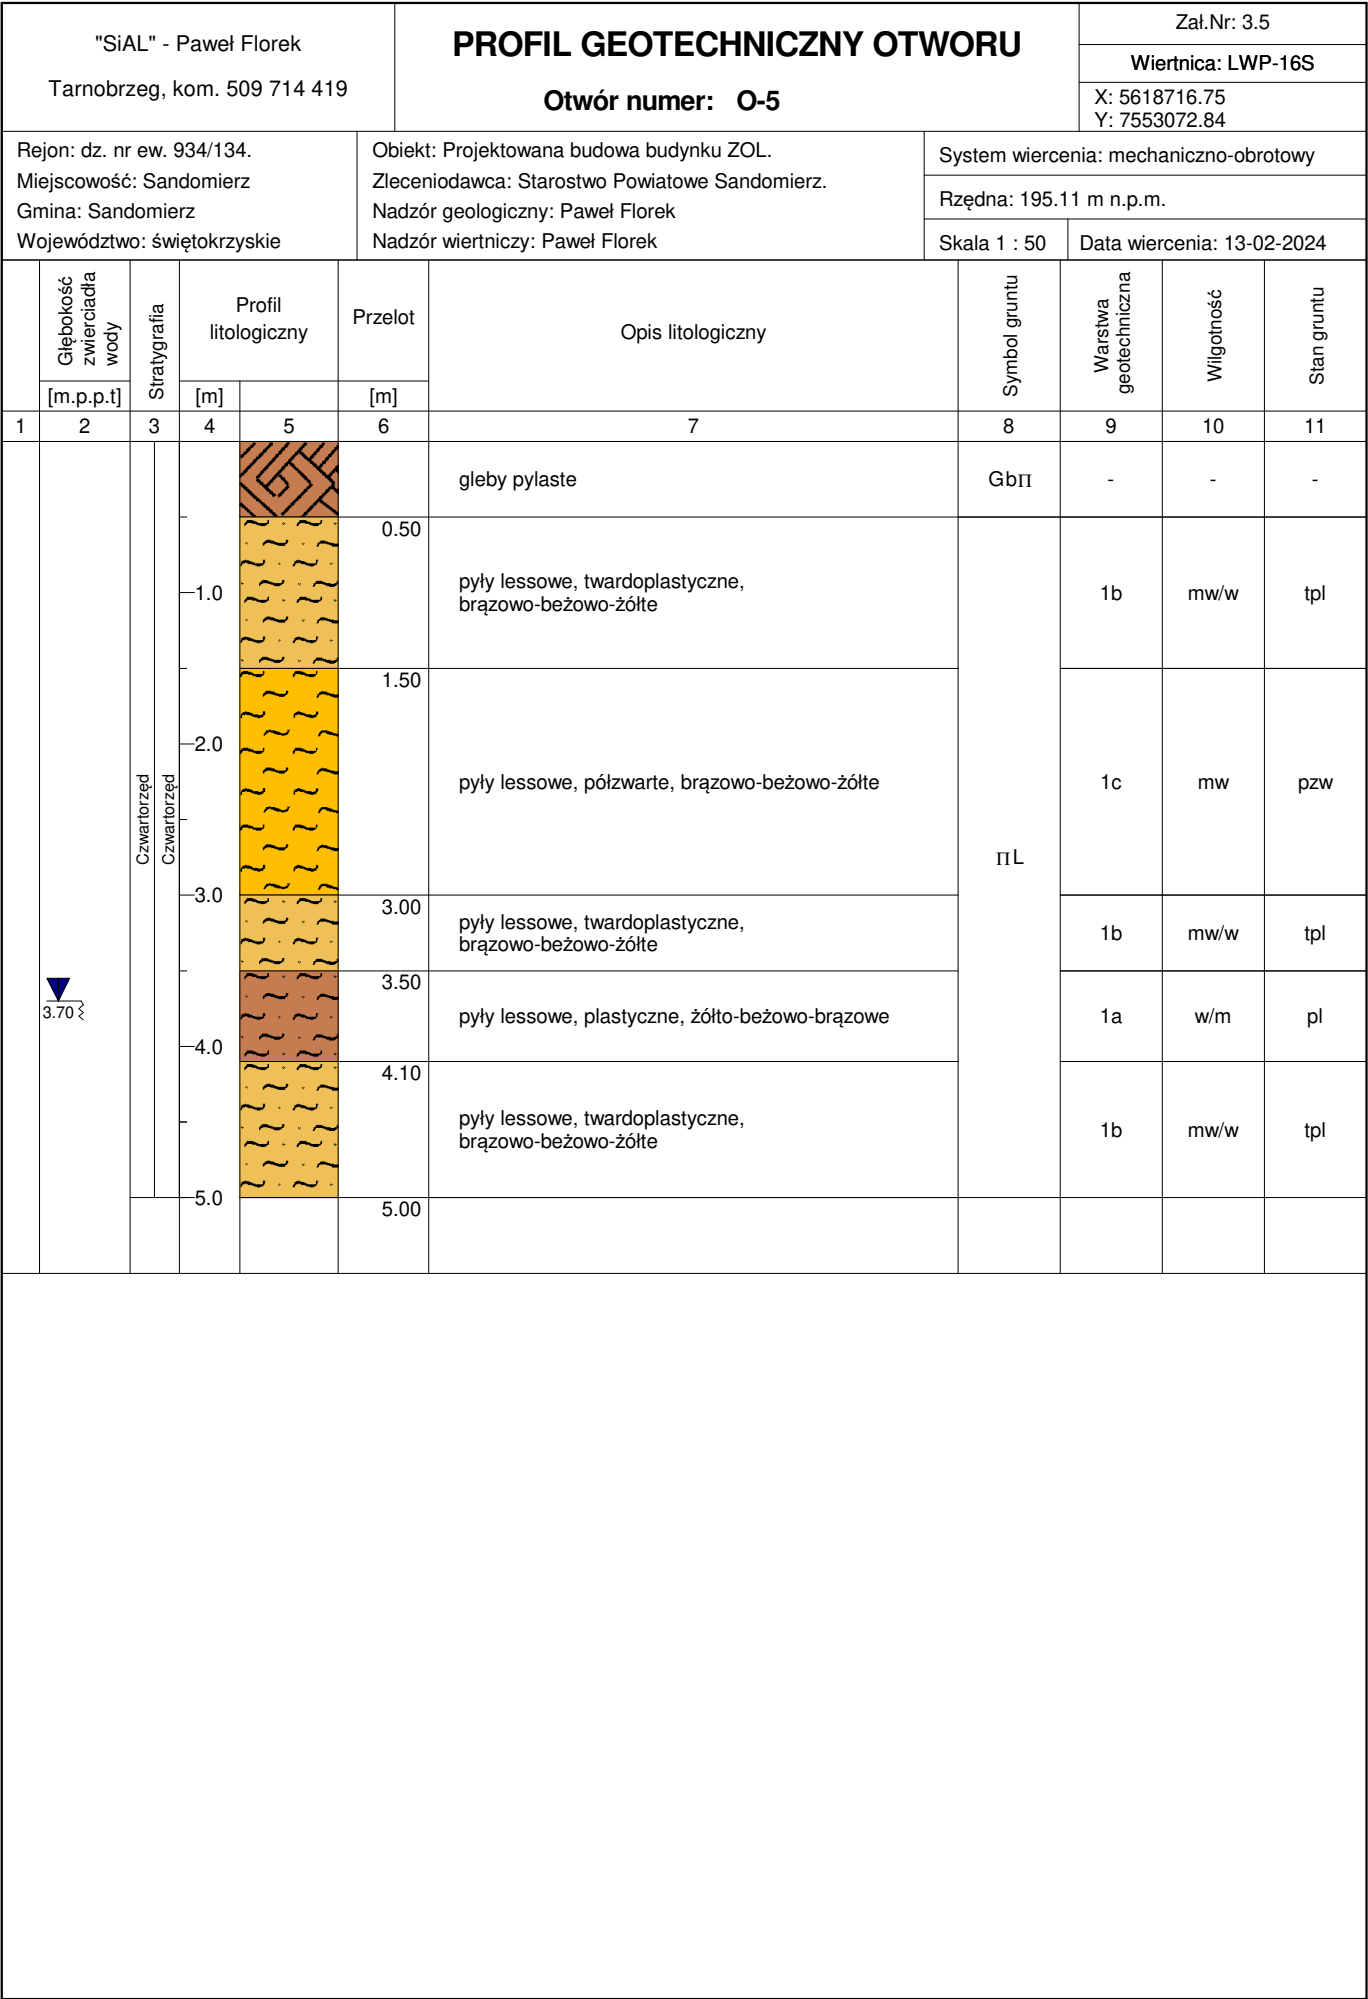 "SiAL" - Paweł Florek
Tarnobrzeg, kom. 509 714 419
PROFIL GEOTECHNICZNY OTWORU
Otwór numer: O-5
Zał.Nr: 3.5
Wiertnica: LWP-16S
X: 5618716.75
Y: 7553072.84
Rejon: dz. nr ew. 934/134.
Miejscowość: Sandomierz
Gmina: Sandomierz
Województwo: świętokrzyskie
Obiekt: Projektowana budowa budynku ZOL.
Zleceniodawca: Starostwo Powiatowe Sandomierz.
Nadzór geologiczny: Paweł Florek
Nadzór wiertniczy: Paweł Florek
System wiercenia: mechaniczno-obrotowy
Rzędna: 195.11 m n.p.m.
Skala 1 : 50
Data wiercenia: 13-02-2024
Głębokość
zwierciadła
wody
[m.p.p.t]
Stratygrafia
Profil
litologiczny
[m]
Przelot
[m]
Opis litologiczny
Symbol gruntu
Warstwa
geotechniczna
Wilgotność
Stan gruntu
1 2 3 4 5 6 7 8 9 10 11
gleby pylaste GbΠ - - -
0.50
pyły lessowe, twardoplastyczne,
brązowo-beżowo-żółte
1b mw/w tpl
1.0
1.50
2.0
pyły lessowe, półzwarte, brązowo-beżowo-żółte
1c mw pzw
Czwartorzęd
Czwartorzęd
ΠL
3.0
3.00
pyły lessowe, twardoplastyczne,
brązowo-beżowo-żółte
1b mw/w tpl
3.50
3.70
pyły lessowe, plastyczne, żółto-beżowo-brązowe
1a w/m pl
4.0
4.10
pyły lessowe, twardoplastyczne,
brązowo-beżowo-żółte
1b mw/w tpl
5.0
5.00